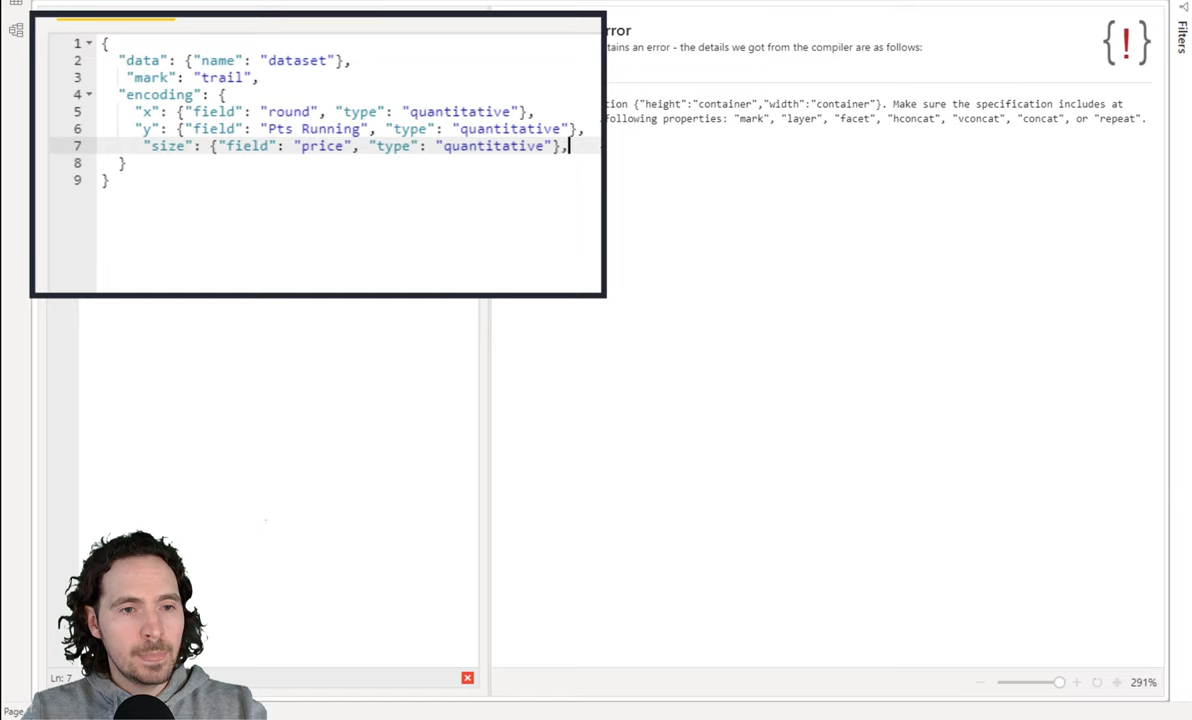 1 {
2 "data": {"name": "dataset"},
3 "mark": "trail",
4 "encoding": {
5 "x": {"field": "round", "type": "quantitative"},
6 "y": {"field": "Pts Running", "type": "quantitative"},
7 "size": {"field": "price", "type": "quantitative"},
8 }
9 }
rror
tains an error - the details we got from the compiler are as follows:
tion {"height":"container","width":"container"}. Make sure the specification includes at
following properties: "mark", "layer", "facet", "hconcat", "vconcat", "concat", or "repeat".
Filters
Ln: 7
291%
Page